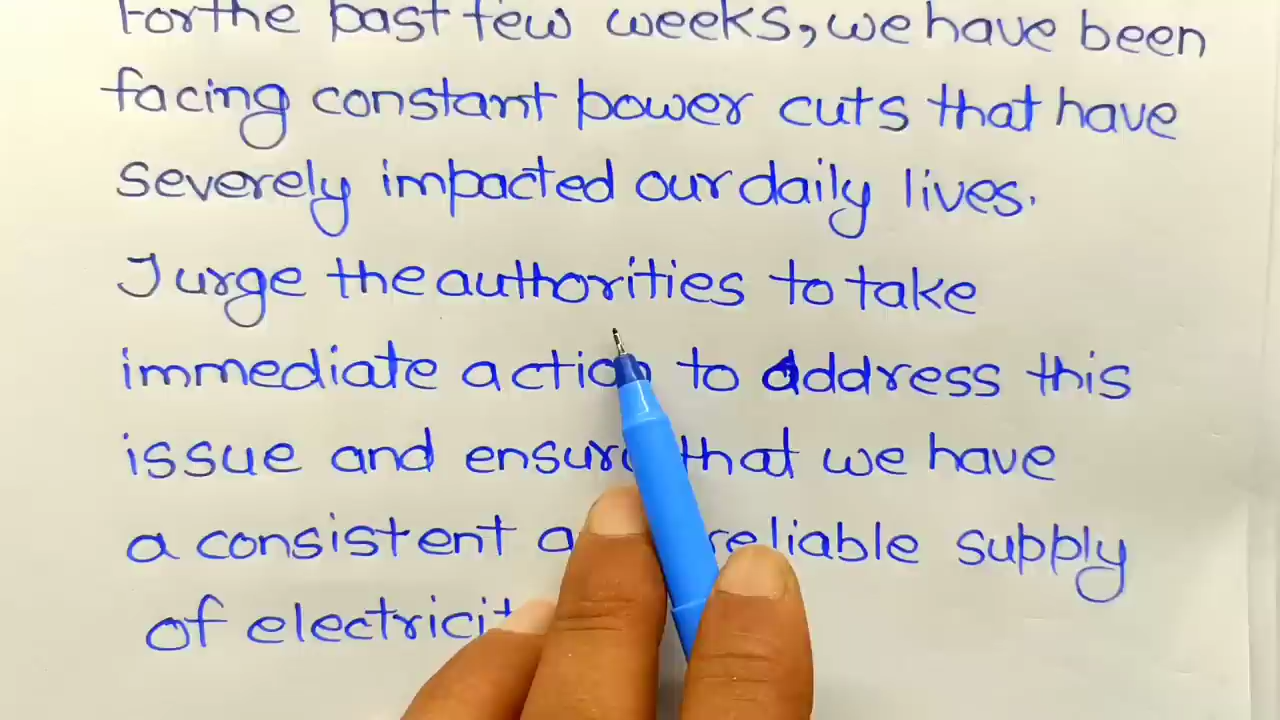 For the past few weeks, we have been
facing constant power cuts that have
severely impacted our daily lives.
I urge the authorities to take
immediate action to address this
issue and ensure that we have
a consistent reliable supply
of